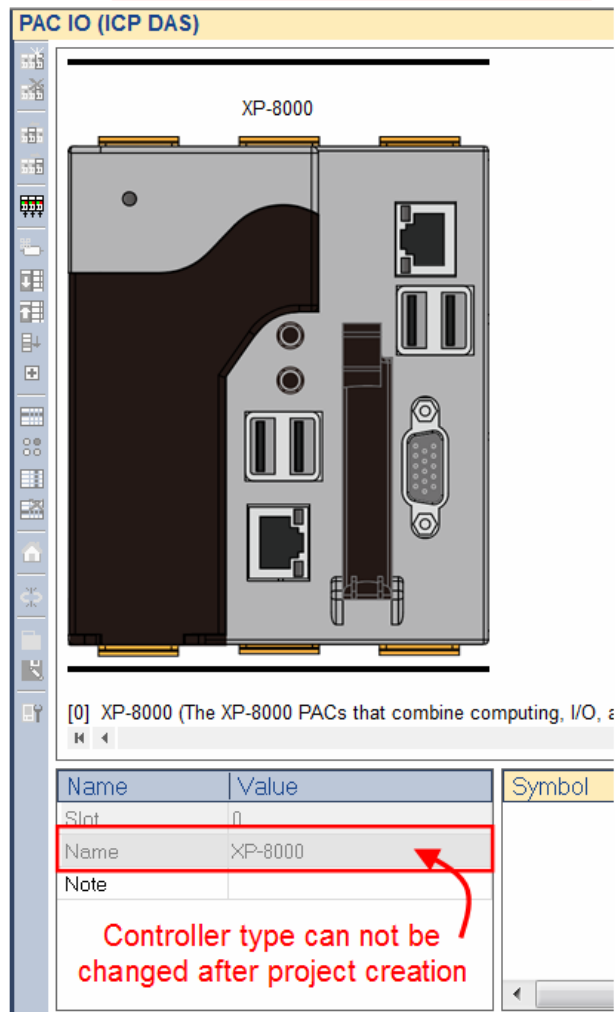 PAC IO (ICP DAS)
XP-8000
[0] XP-8000 (The XP-8000 PACs that combine computing, I/O, a
Name Value Symbol
Slot 0
Name XP-8000
Note
Controller type can not be
changed after project creation